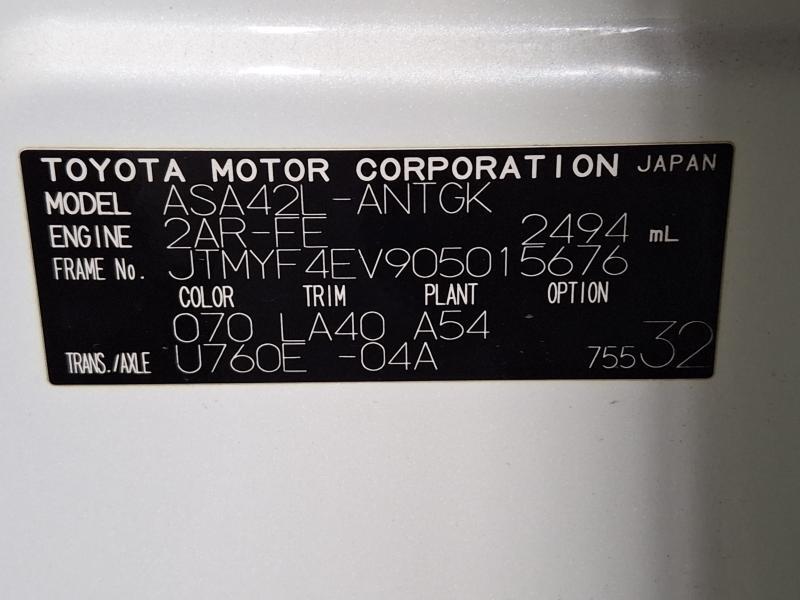 TOYOTA MOTOR CORPORATION JAPAN
MODEL ASA42L-ANTGK
ENGINE 2AR-FE 2494 mL
FRAME No. JTMYF4EV905015676
COLOR TRIM PLANT OPTION
070 LA40 A54
TRANS./AXLE U760E -04A 755 32